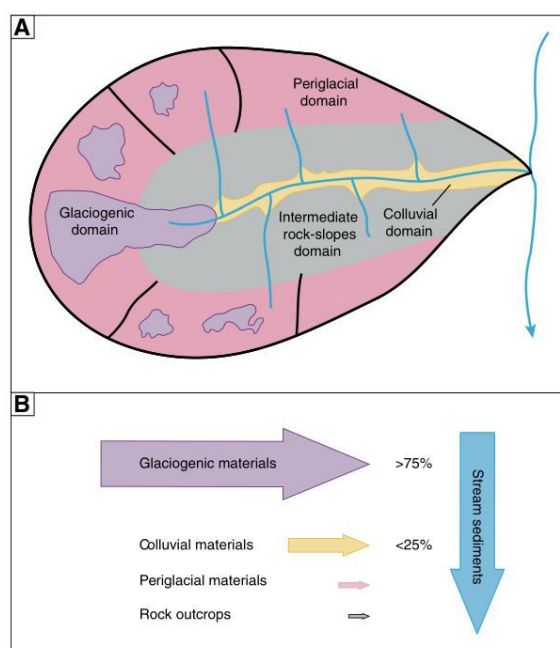 A
Periglacial
domain
Glaciogenic
domain
Intermediate
rock-slopes
domain
Colluvial
domain
B
Glaciogenic materials
>75%
Colluvial materials
<25%
Periglacial materials
Rock outcrops
Stream sediments